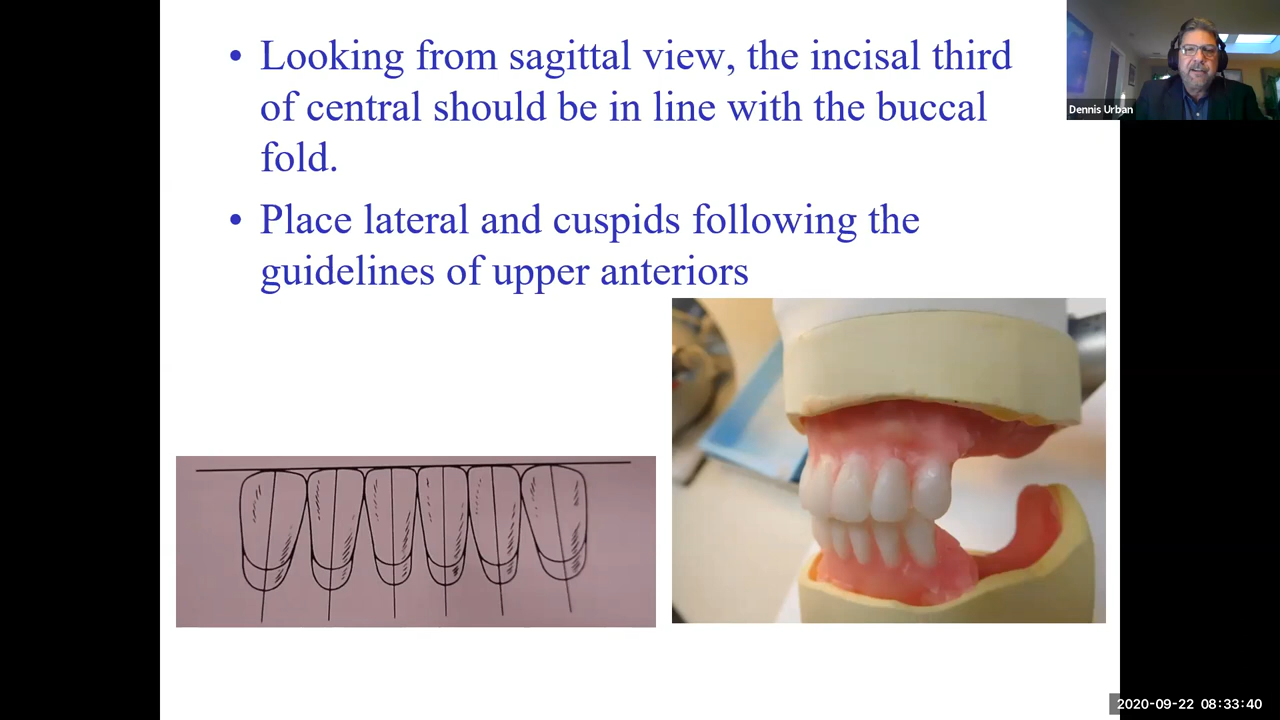 • Looking from sagittal view, the incisal third
of central should be in line with the buccal
fold.
• Place lateral and cuspids following the
guidelines of upper anteriors
Dennis Urban
2020-09-22 08:33:40